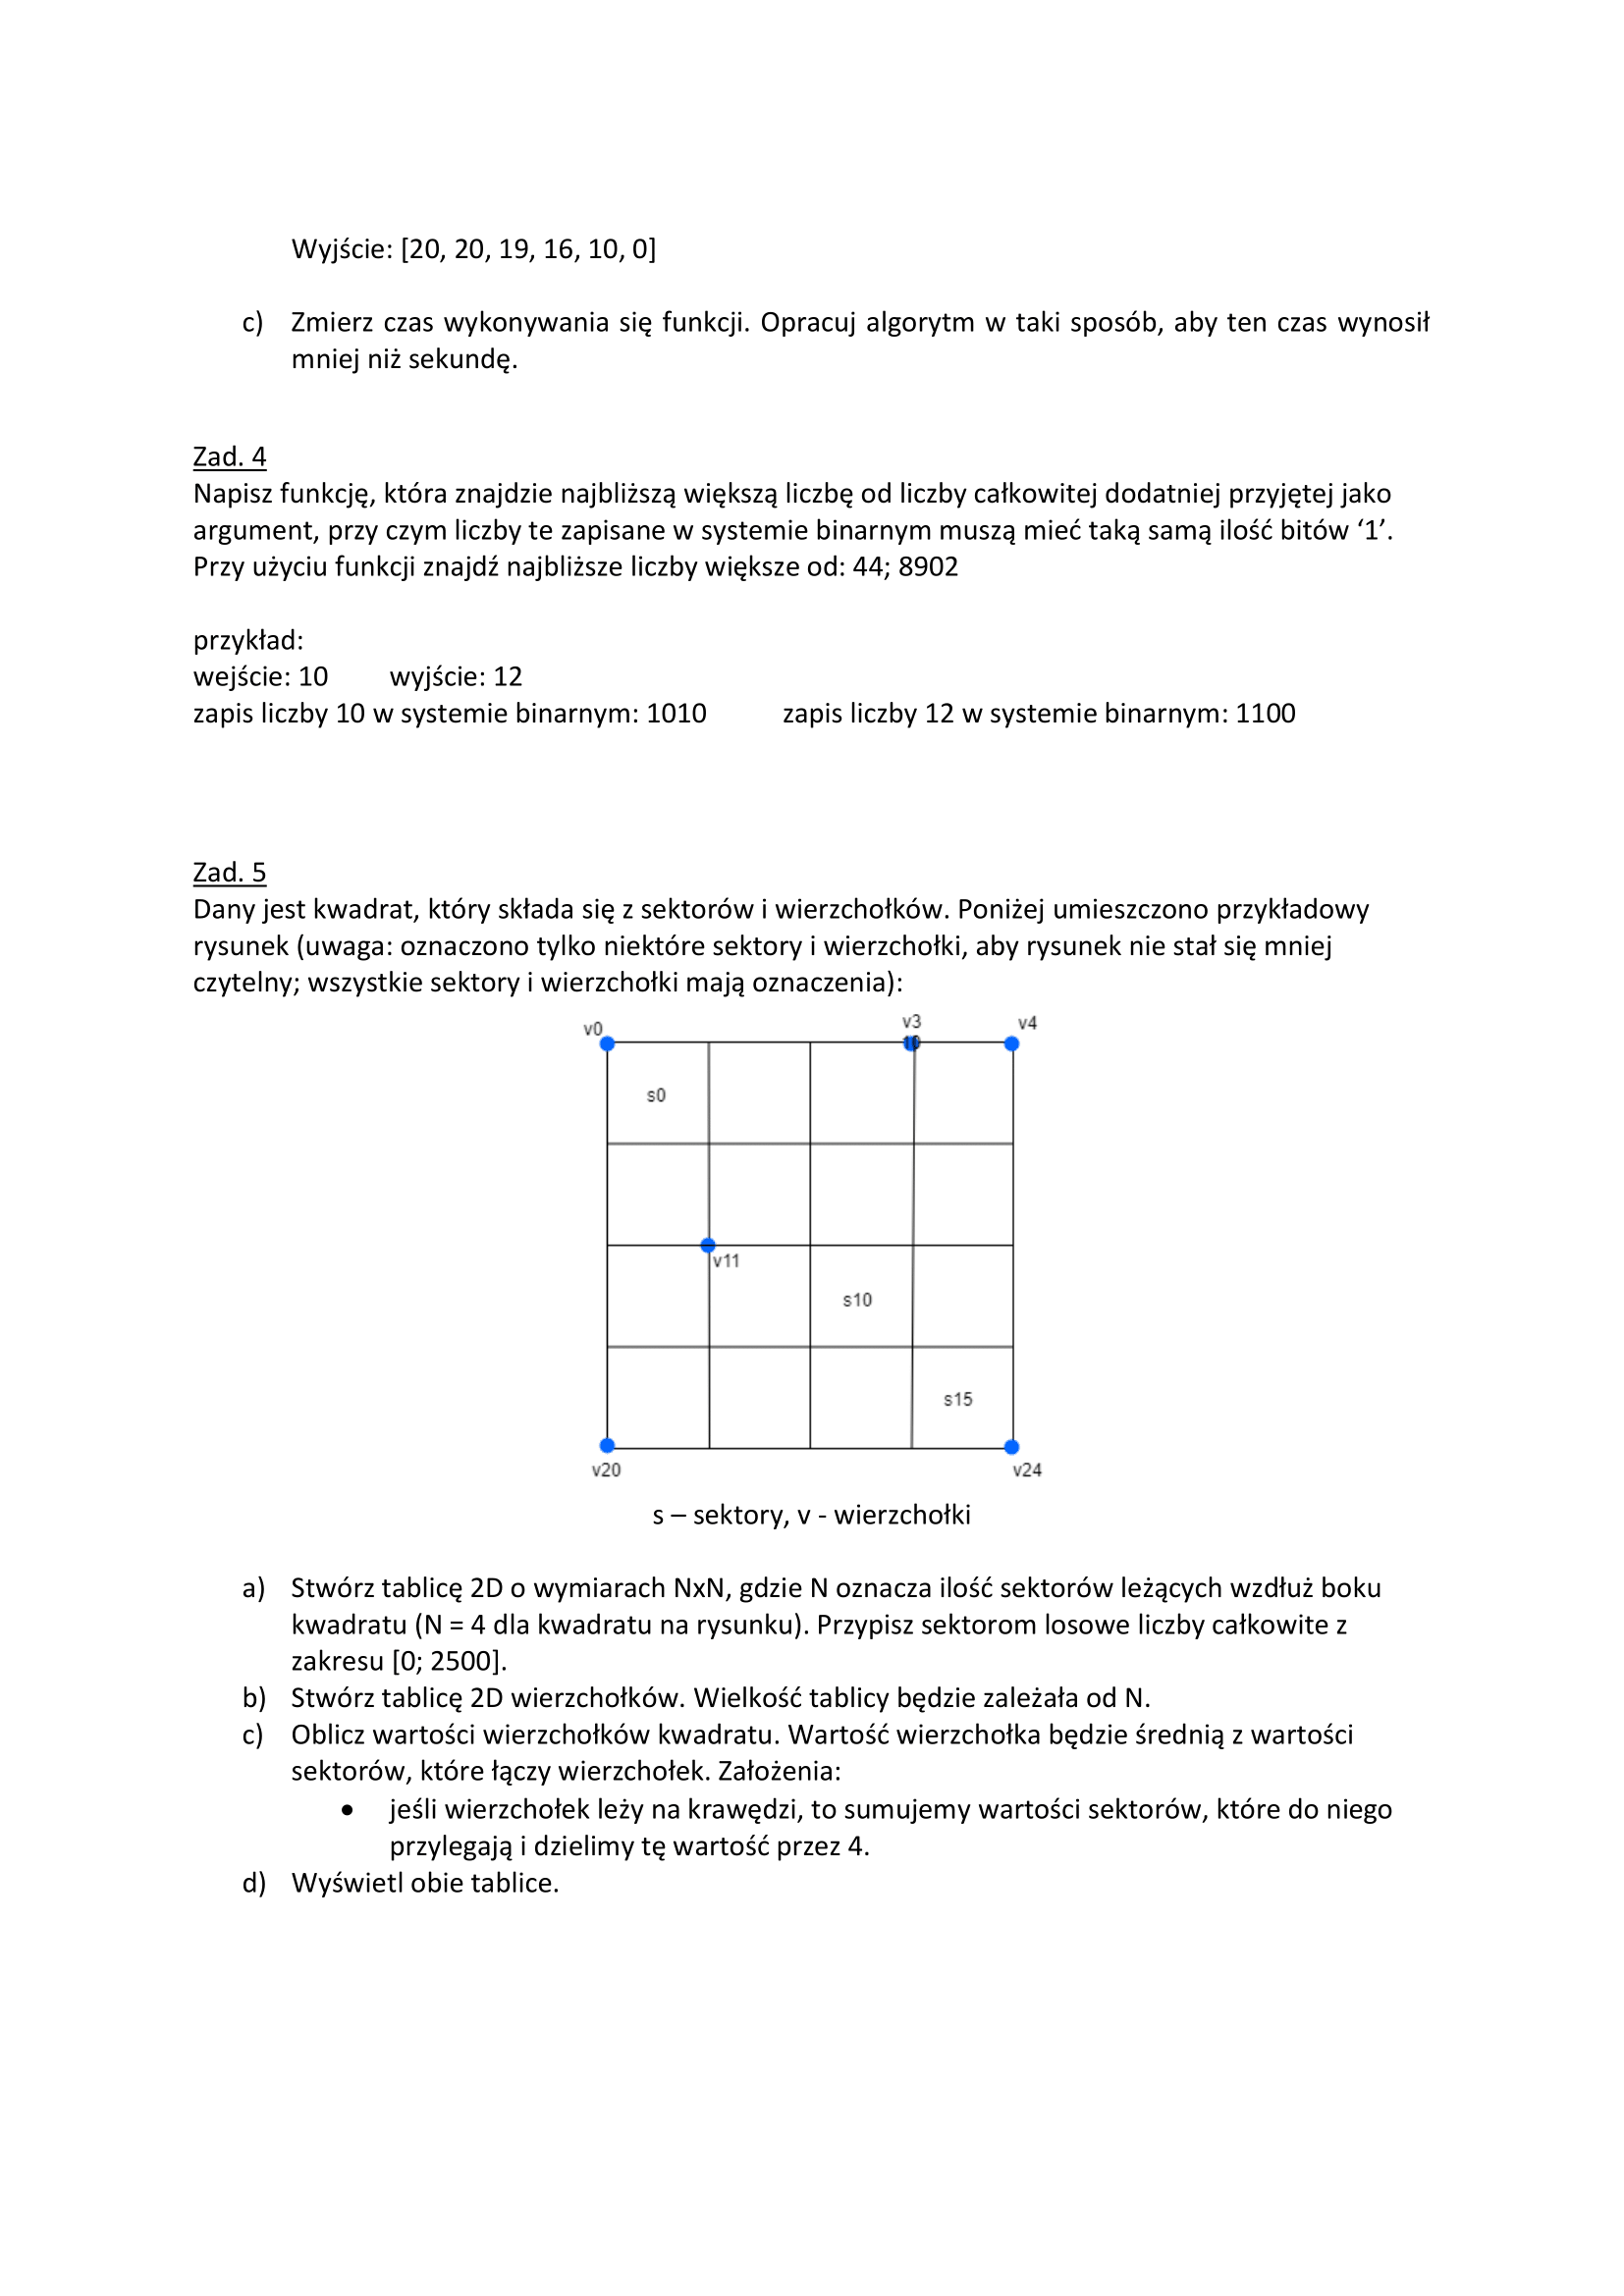 Wyjście: [20, 20, 19, 16, 10, 0]
c) Zmierz czas wykonywania się funkcji. Opracuj algorytm w taki sposób, aby ten czas wynosił
mniej niż sekundę.
Zad. 4
Napisz funkcję, która znajdzie najbliższą większą liczbę od liczby całkowitej dodatniej przyjętej jako
argument, przy czym liczby te zapisane w systemie binarnym muszą mieć taką samą ilość bitów ‘1’.
Przy użyciu funkcji znajdź najbliższe liczby większe od: 44; 8902
przykład:
wejście: 10 wyjście: 12
zapis liczby 10 w systemie binarnym: 1010 zapis liczby 12 w systemie binarnym: 1100
Zad. 5
Dany jest kwadrat, który składa się z sektorów i wierzchołków. Poniżej umieszczono przykładowy
rysunek (uwaga: oznaczono tylko niektóre sektory i wierzchołki, aby rysunek nie stał się mniej
czytelny; wszystkie sektory i wierzchołki mają oznaczenia):
v0 v3 v4
s0
v11
s10
s15
v20 v24
s – sektory, v - wierzchołki
a) Stwórz tablicę 2D o wymiarach NxN, gdzie N oznacza ilość sektorów leżących wzdłuż boku
kwadratu (N = 4 dla kwadratu na rysunku). Przypisz sektorom losowe liczby całkowite z
zakresu [0; 2500].
b) Stwórz tablicę 2D wierzchołków. Wielkość tablicy będzie zależała od N.
c) Oblicz wartości wierzchołków kwadratu. Wartość wierzchołka będzie średnią z wartości
sektorów, które łączy wierzchołek. Założenia:
• jeśli wierzchołek leży na krawędzi, to sumujemy wartości sektorów, które do niego
przylegają i dzielimy tę wartość przez 4.
d) Wyświetl obie tablice.